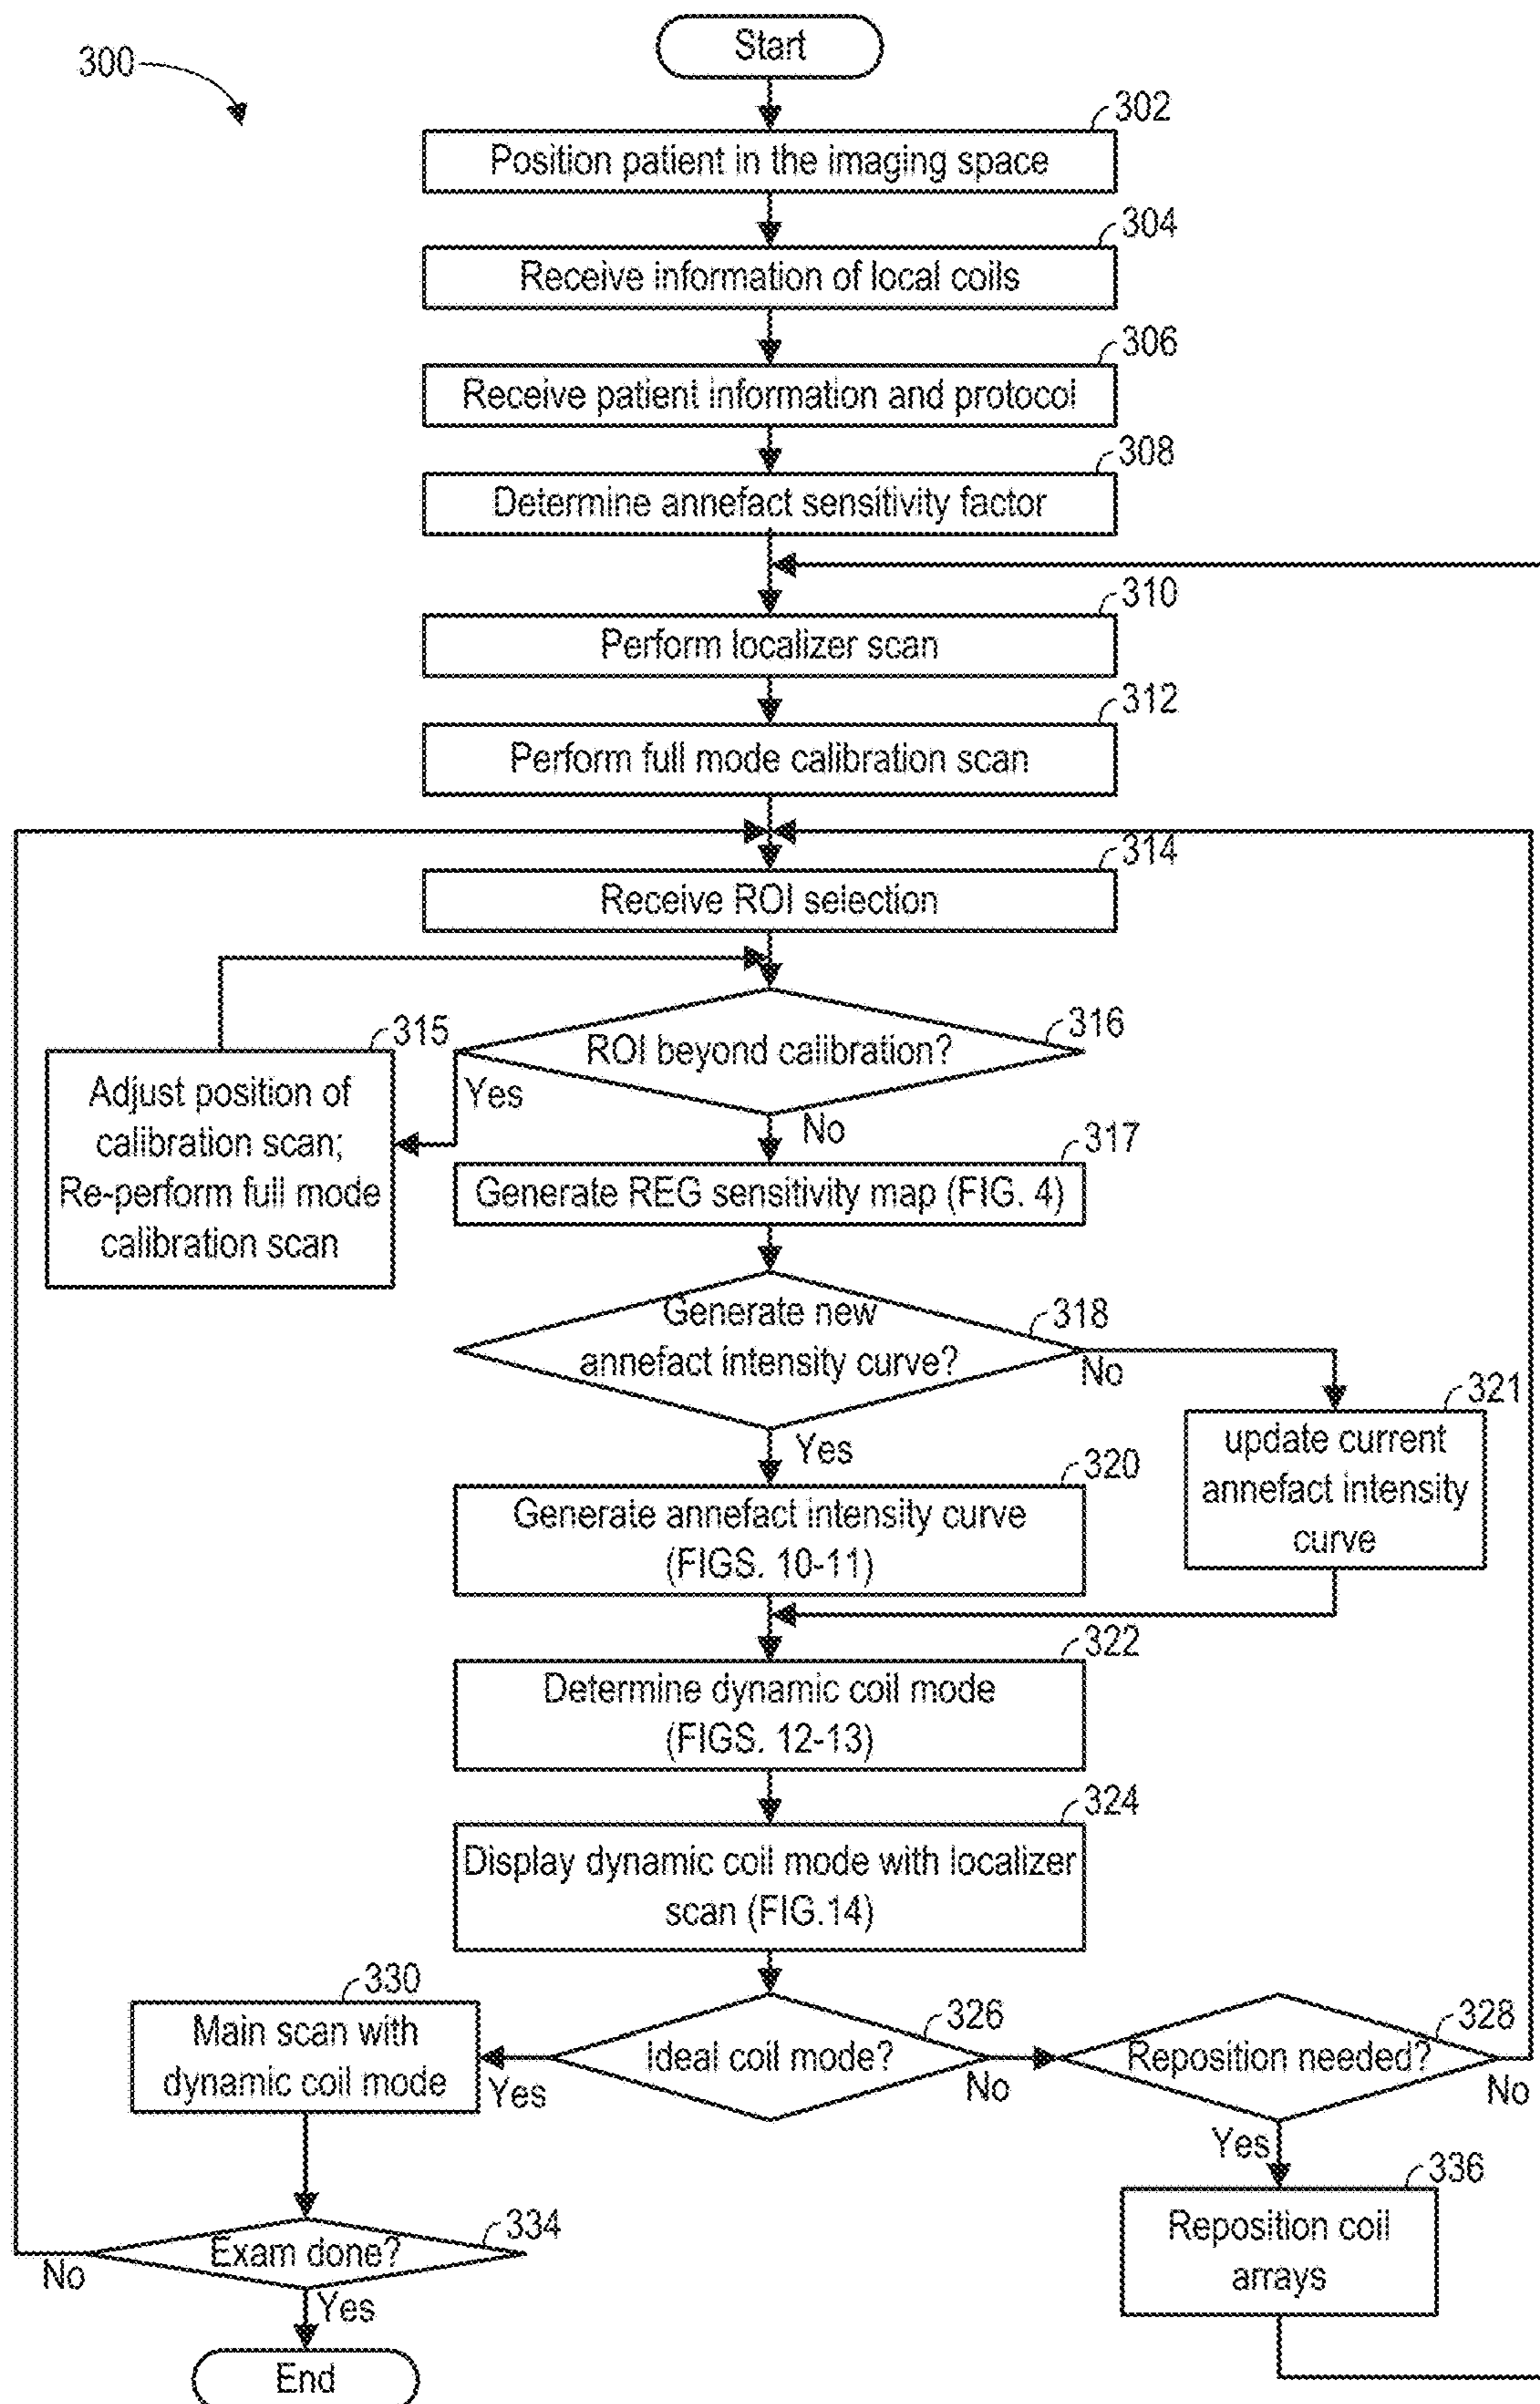 300
Start
302
Position patient in the imaging space
304
Receive information of local coils
306
Receive patient information and protocol
308
Determine annefact sensitivity factor
310
Perform localizer scan
312
Perform full mode calibration scan
314
Receive ROI selection
315
Adjust position of
calibration scan;
Re-perform full mode
calibration scan
316
ROI beyond calibration?
Yes
No
317
Generate REG sensitivity map (FIG. 4)
318
Generate new
annefact intensity curve?
No
Yes
321
update current
annefact intensity
curve
320
Generate annefact intensity curve
(FIGS. 10-11)
322
Determine dynamic coil mode
(FIGS. 12-13)
324
Display dynamic coil mode with localizer
scan (FIG.14)
330
Main scan with
dynamic coil mode
326
Ideal coil mode?
Yes
No
328
Reposition needed?
No
Yes
336
Reposition coil
arrays
334
Exam done?
No
Yes
End